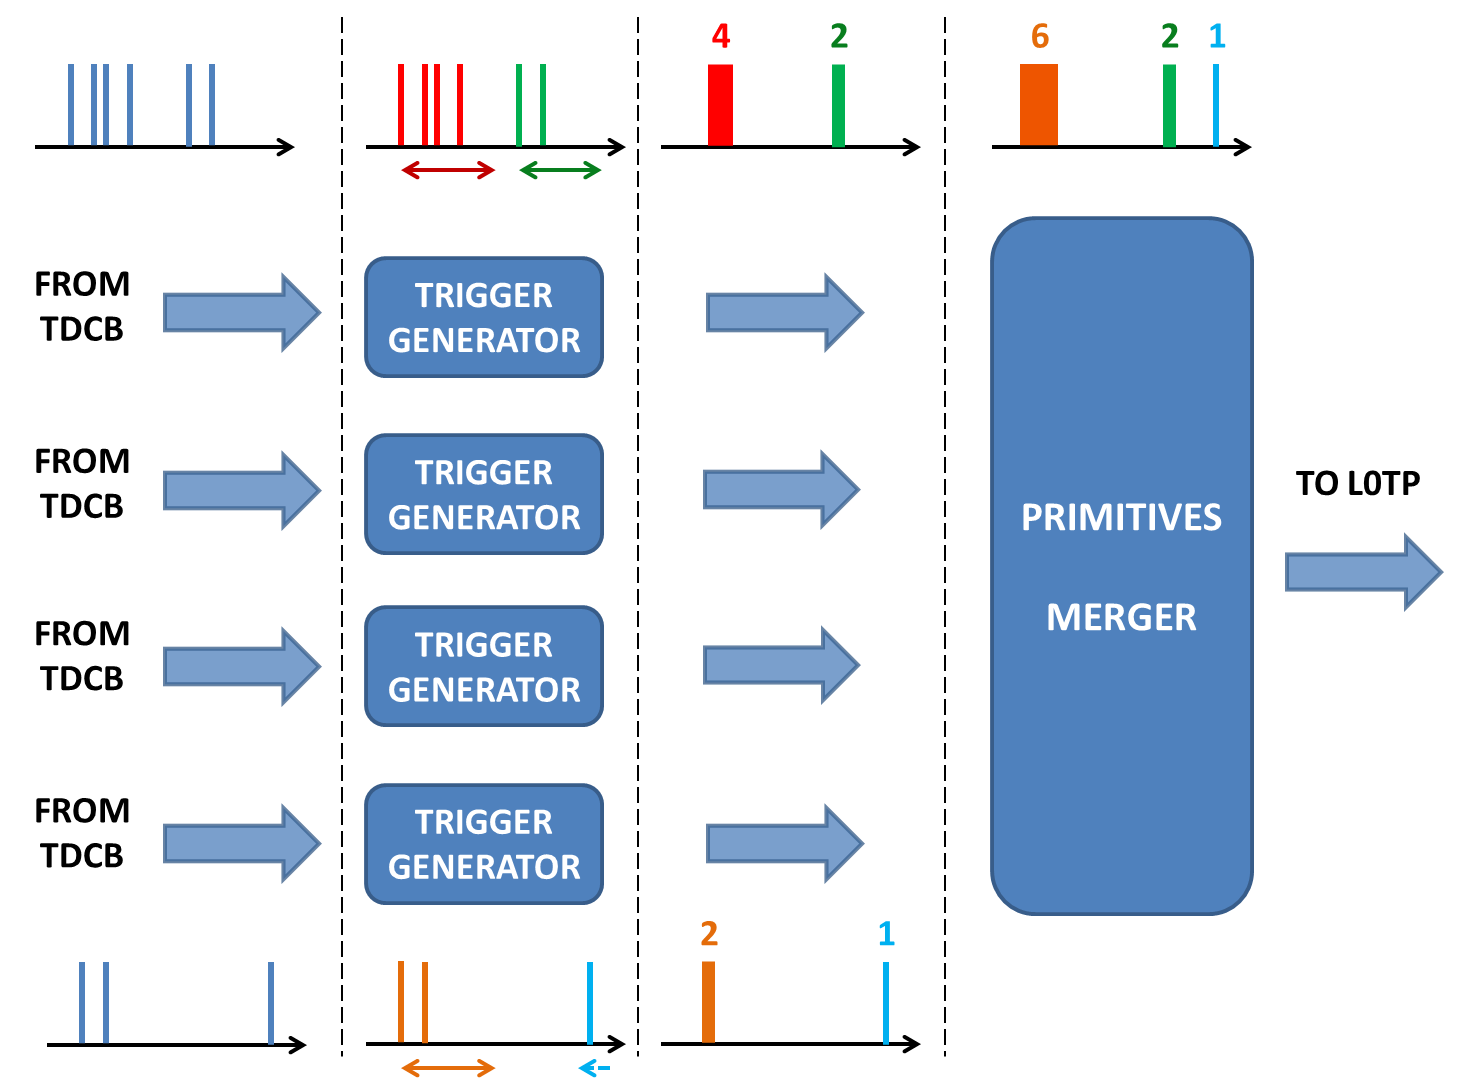 4 2 6 2 1
FROM
TDCB
TRIGGER
GENERATOR
FROM
TDCB
TRIGGER
GENERATOR
TO L0TP
PRIMITIVES
MERGER
FROM
TDCB
TRIGGER
GENERATOR
FROM
TDCB
TRIGGER
GENERATOR
2 1